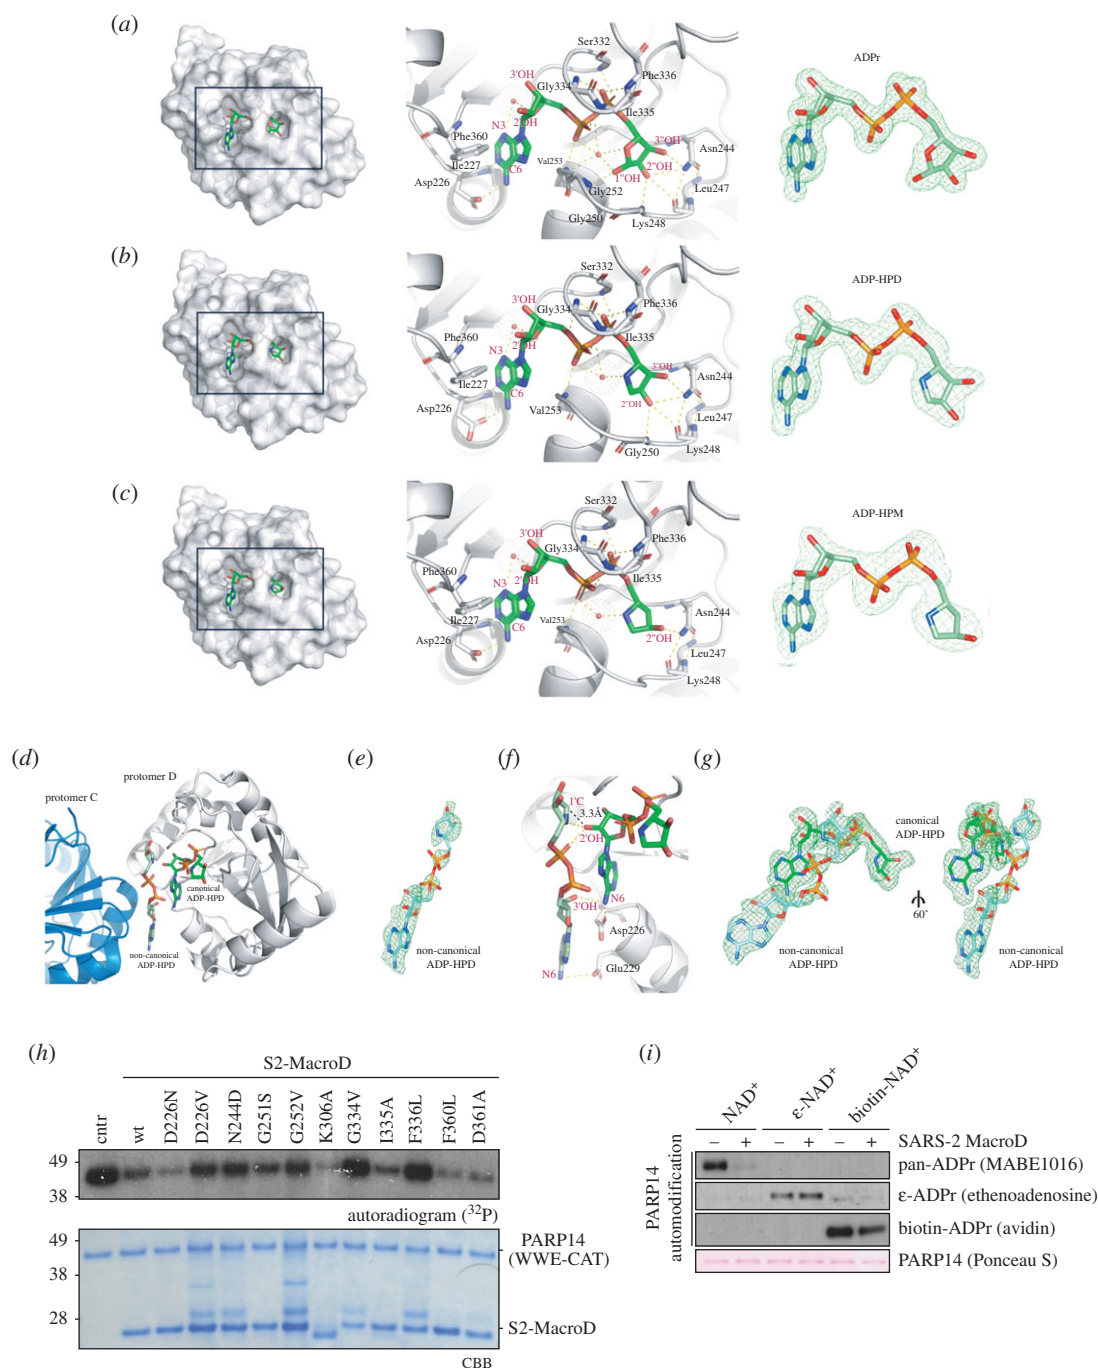 (a)
Ser332
3'OH
Gly334
Phe336
N3
2'OH
Ile335
Phe360
Ile227
C6
Val253
3''OH
Asn244
2''OH
1''OH
Asp226
Gly252
Leu247
Gly250
Lys248
ADPr
(b)
Ser332
3'OH
Gly334
Phe336
Phe360
N3
2'OH
Ile335
Ile227
C6
3''OH
Asn244
Asp226
Val253
2''OH
Leu247
Gly250
Lys248
ADP-HPD
(c)
Ser332
3'OH
Gly334
Phe336
Phe360
N3
2'OH
Ile335
Ile227
C6
Val253
Asn244
Asp226
2''OH
Leu247
Lys248
ADP-HPM
(d)
protomer D
protomer C
canonical
ADP-HPD
non-canonical
ADP-HPD
(e)
non-canonical
ADP-HPD
(f)
1'C
3.3Å
2'OH
N6
3'OH
Asp226
Glu229
N6
(g)
canonical
ADP-HPD
60°
non-canonical
ADP-HPD
non-canonical
ADP-HPD
(h)
S2-MacroD
cntr wt D226N D226V N244D G251S G252V K306A G334V I335A F336L F360L D361A
49
38
autoradiogram (³²P)
49
PARP14
(WWE-CAT)
38
28
S2-MacroD
CBB
(i)
NAD⁺ ε-NAD⁺ biotin-NAD⁺
– + – + – + SARS-2 MacroD
PARP14
automodification
pan-ADPr (MABE1016)
ε-ADPr (ethenoadenosine)
biotin-ADPr (avidin)
PARP14 (Ponceau S)